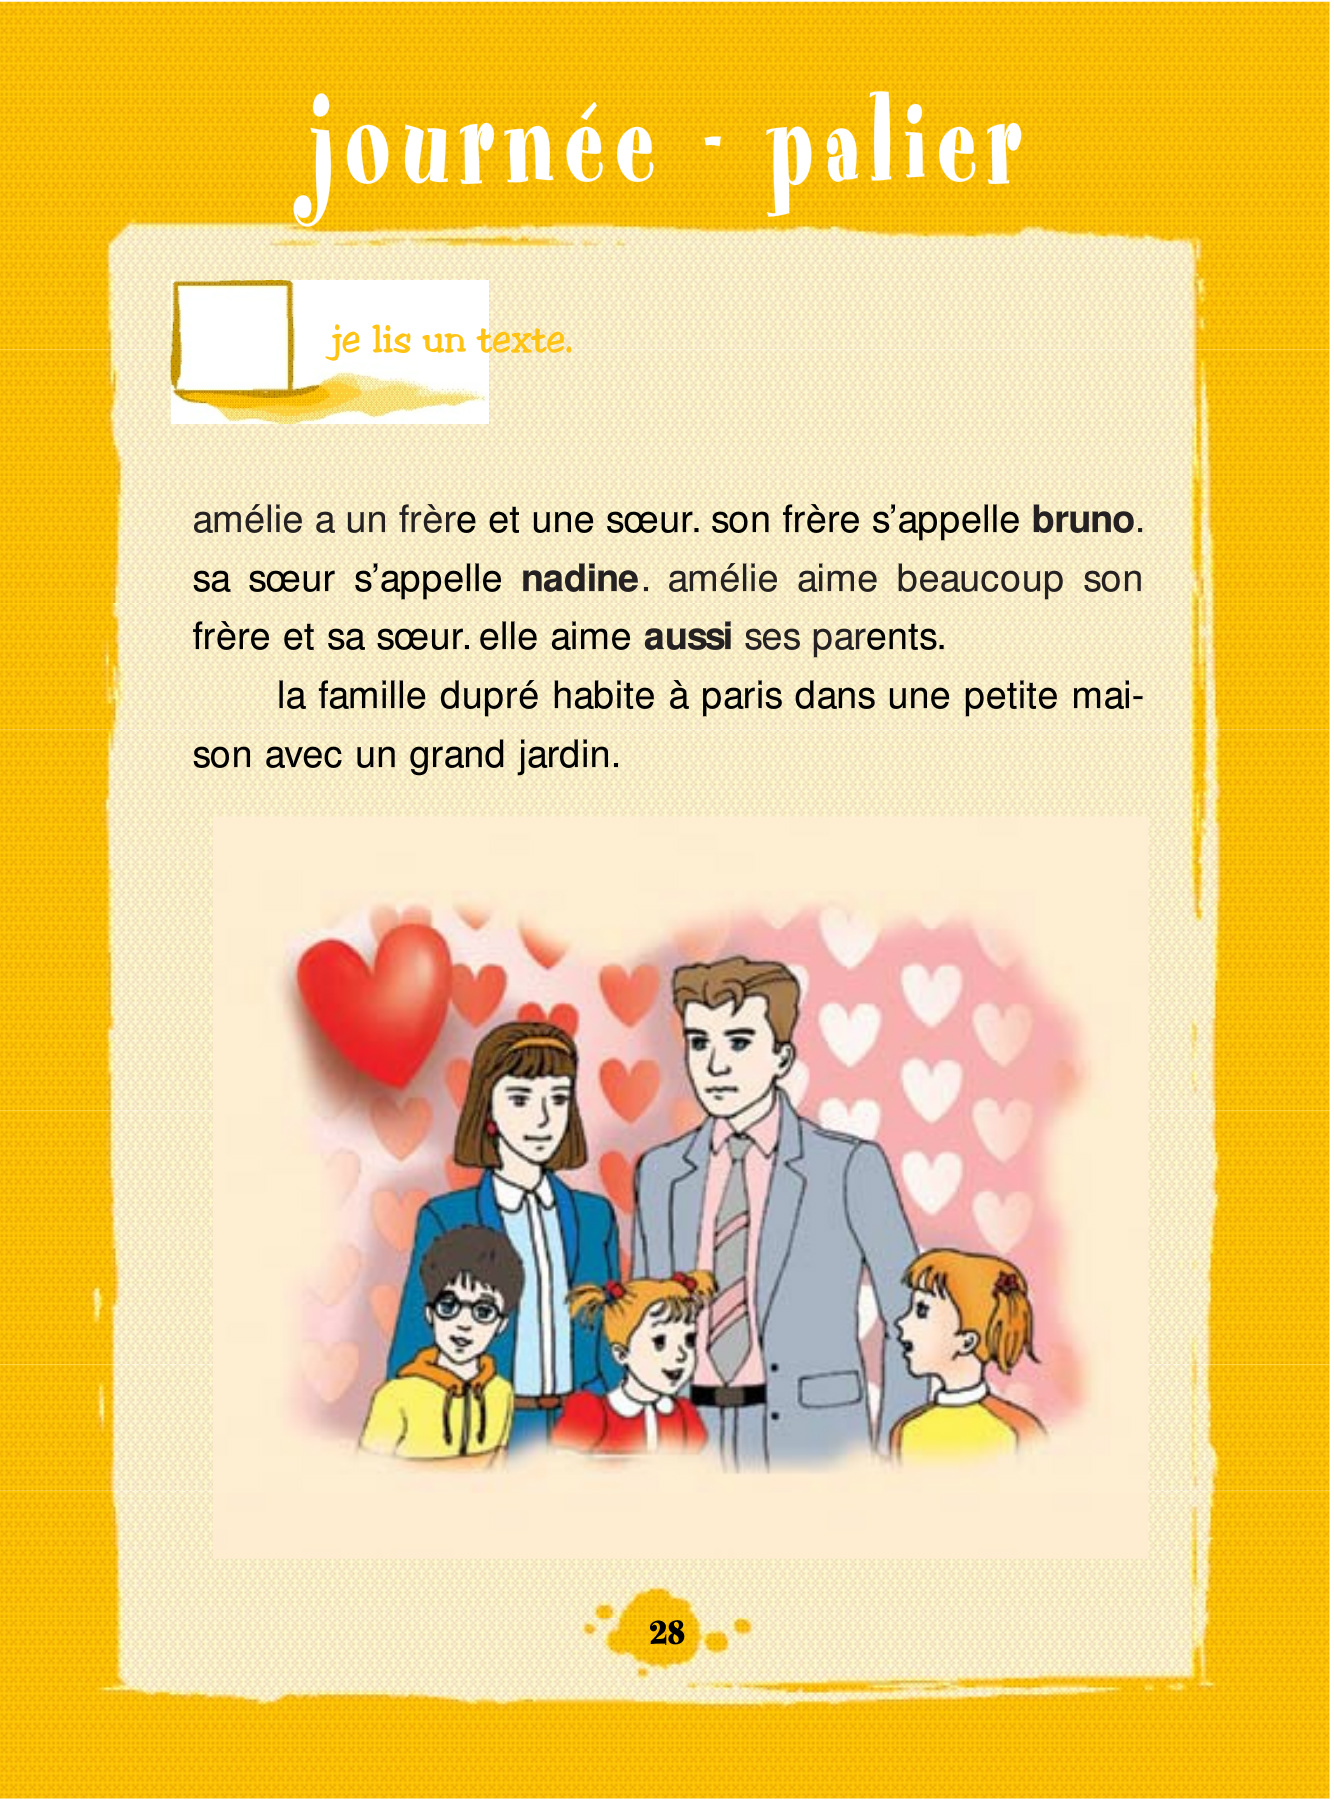 journée - palier
je lis un texte.
amélie a un frère et une sœur. son frère s’appelle bruno.
sa sœur s’appelle nadine. amélie aime beaucoup son
frère et sa sœur. elle aime aussi ses parents.
la famille dupré habite à paris dans une petite mai-
son avec un grand jardin.
28